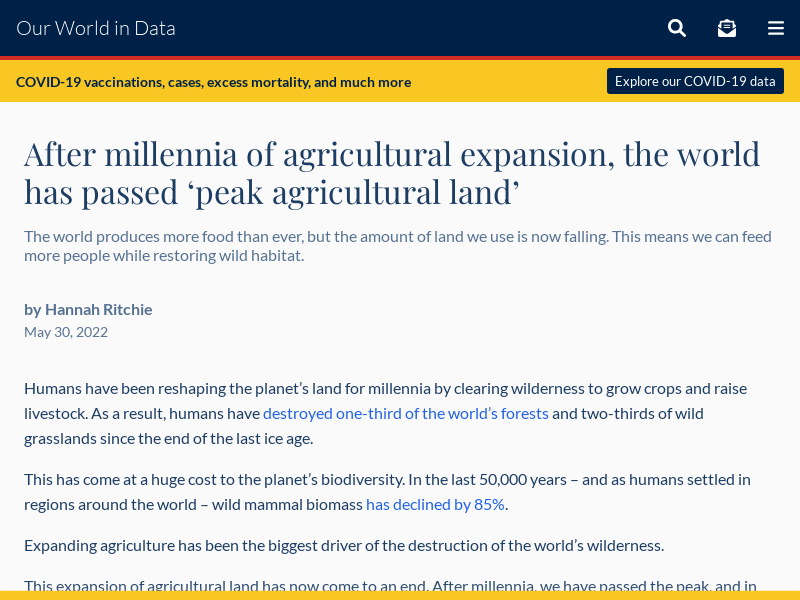 Our World in Data
COVID-19 vaccinations, cases, excess mortality, and much more
Explore our COVID-19 data
After millennia of agricultural expansion, the world
has passed ‘peak agricultural land’
The world produces more food than ever, but the amount of land we use is now falling. This means we can feed
more people while restoring wild habitat.
by Hannah Ritchie
May 30, 2022
Humans have been reshaping the planet’s land for millennia by clearing wilderness to grow crops and raise
livestock. As a result, humans have destroyed one-third of the world’s forests and two-thirds of wild
grasslands since the end of the last ice age.
This has come at a huge cost to the planet’s biodiversity. In the last 50,000 years – and as humans settled in
regions around the world – wild mammal biomass has declined by 85%.
Expanding agriculture has been the biggest driver of the destruction of the world’s wilderness.
This expansion of agricultural land has now come to an end. After millennia, we have passed the peak, and in